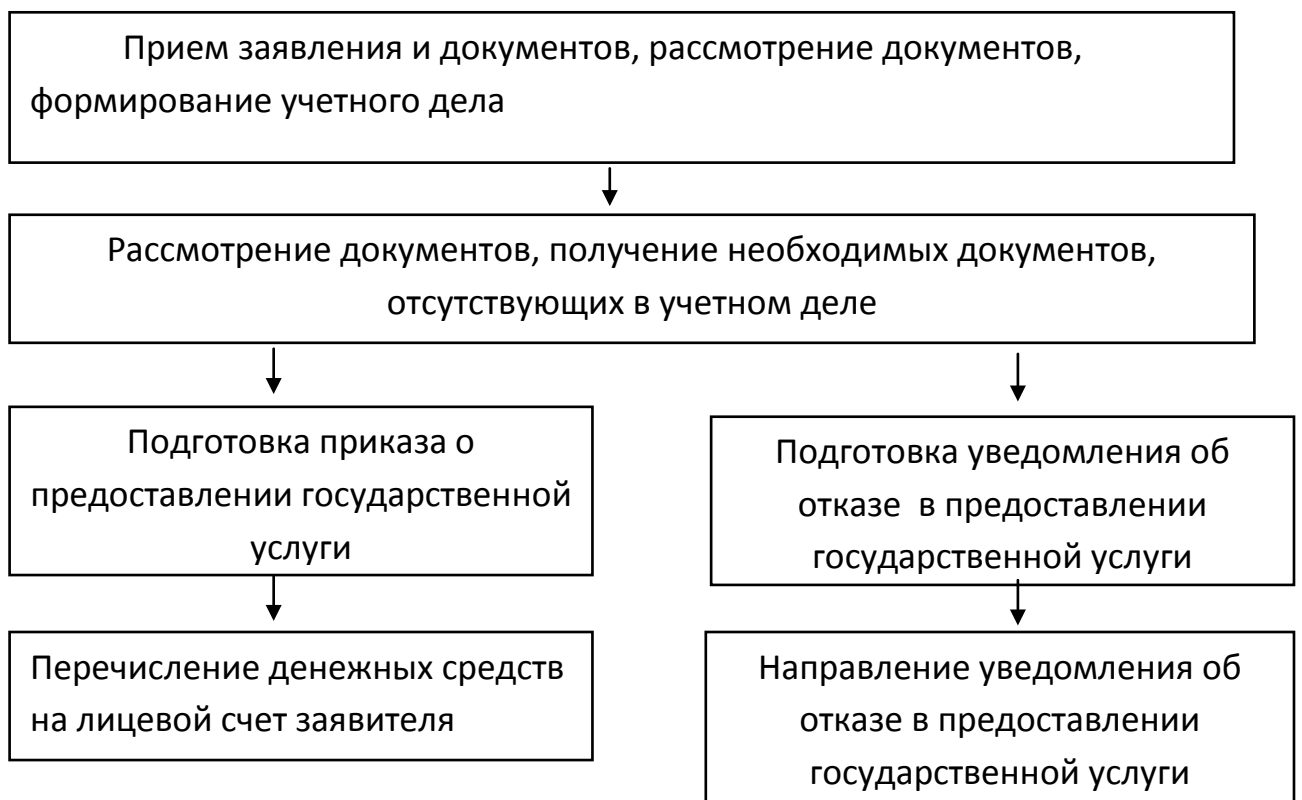 Прием заявления и документов, рассмотрение документов,
формирование учетного дела
Рассмотрение документов, получение необходимых документов,
отсутствующих в учетном деле
Подготовка приказа о
предоставлении государственной
услуги
Подготовка уведомления об
отказе в предоставлении
государственной услуги
Перечисление денежных средств
на лицевой счет заявителя
Направление уведомления об
отказе в предоставлении
государственной услуги